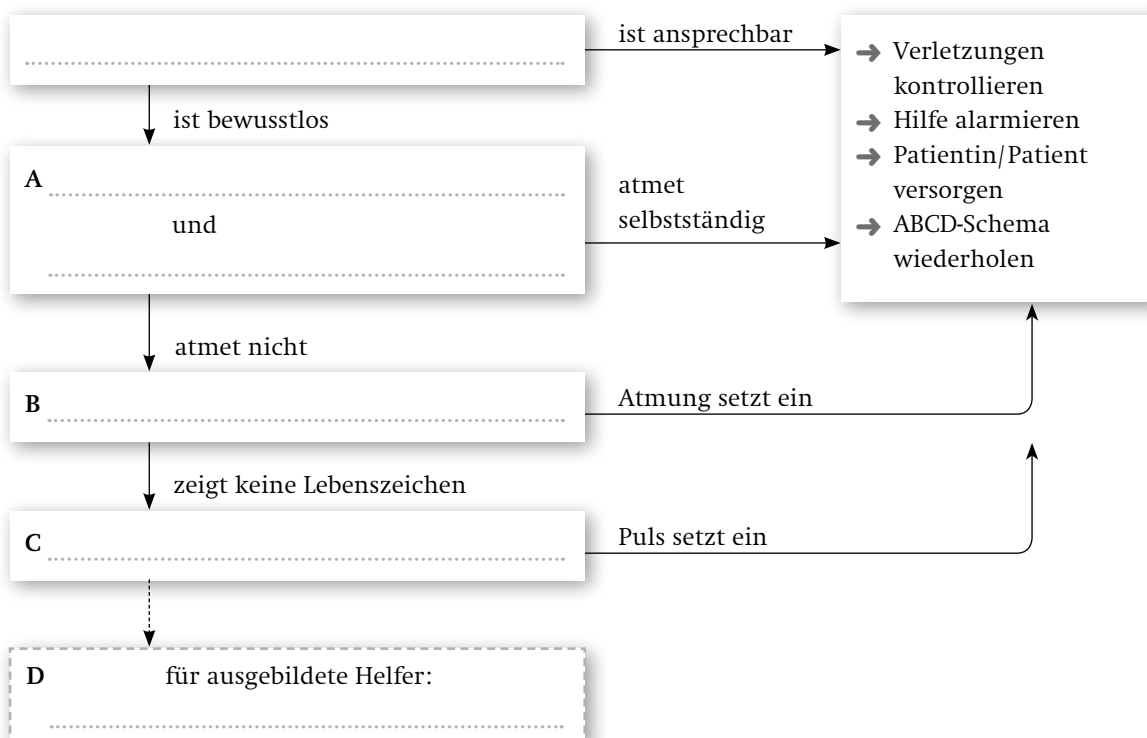 ist ansprechbar
➔ Verletzungen
kontrollieren
➔ Hilfe alarmieren
➔ Patientin/Patient
versorgen
➔ ABCD-Schema
wiederholen
ist bewusstlos
A
und
atmet
selbstständig
atmet nicht
B
Atmung setzt ein
zeigt keine Lebenszeichen
C
Puls setzt ein
D für ausgebildete Helfer: